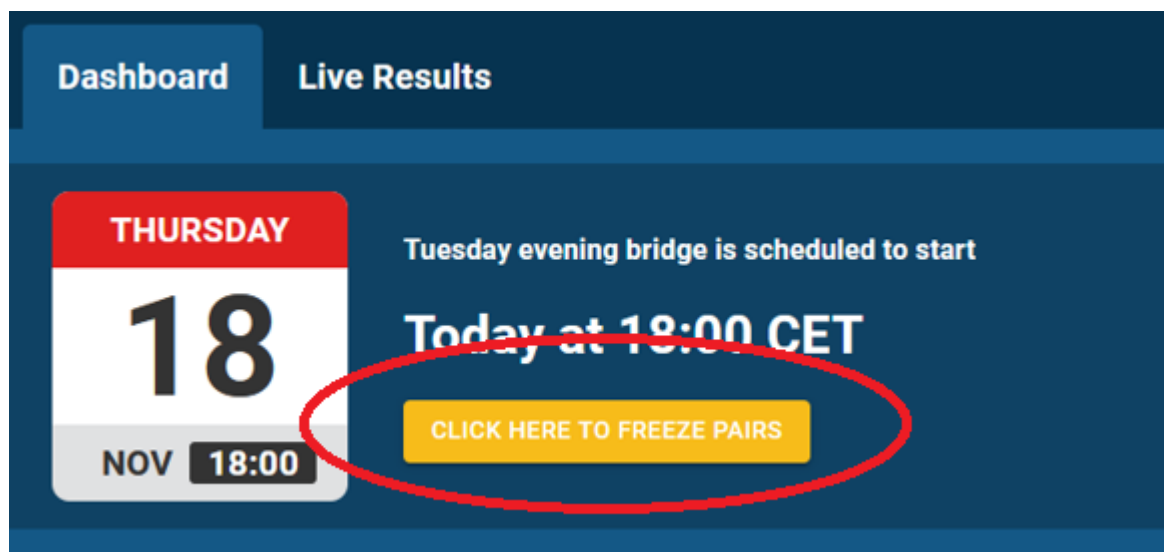 Dashboard Live Results
THURSDAY
18
NOV 18:00
Tuesday evening bridge is scheduled to start
Today at 18:00 CET
CLICK HERE TO FREEZE PAIRS